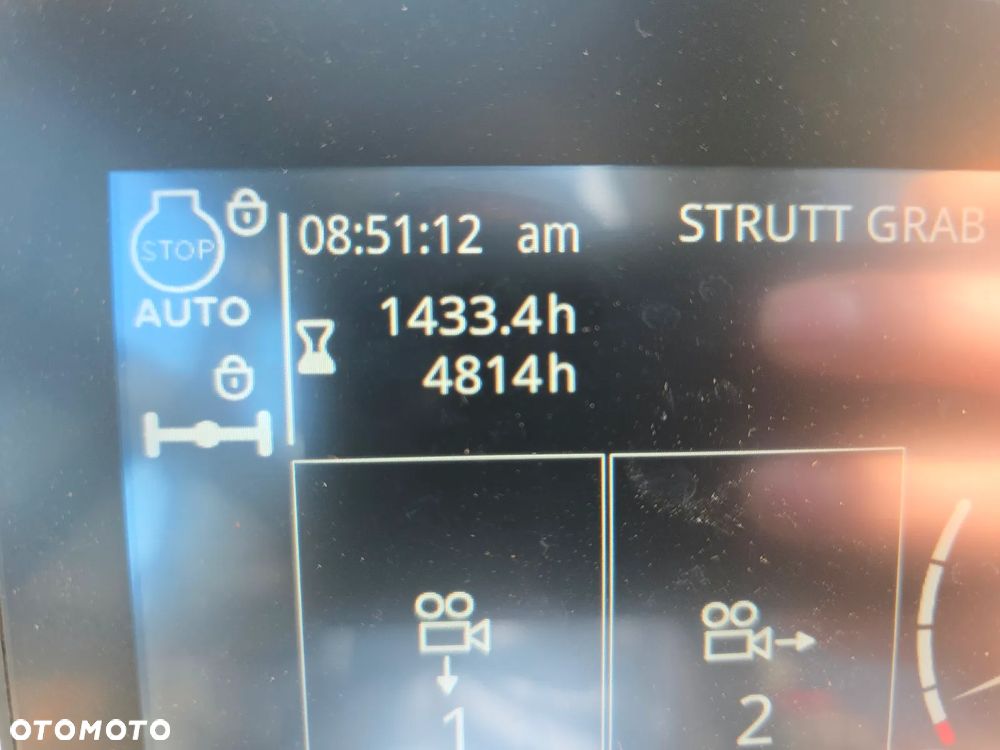 STOP
AUTO
08:51:12 am
STRUTT GRAB
1433.4h
4814h
1
2
OTOMOTO